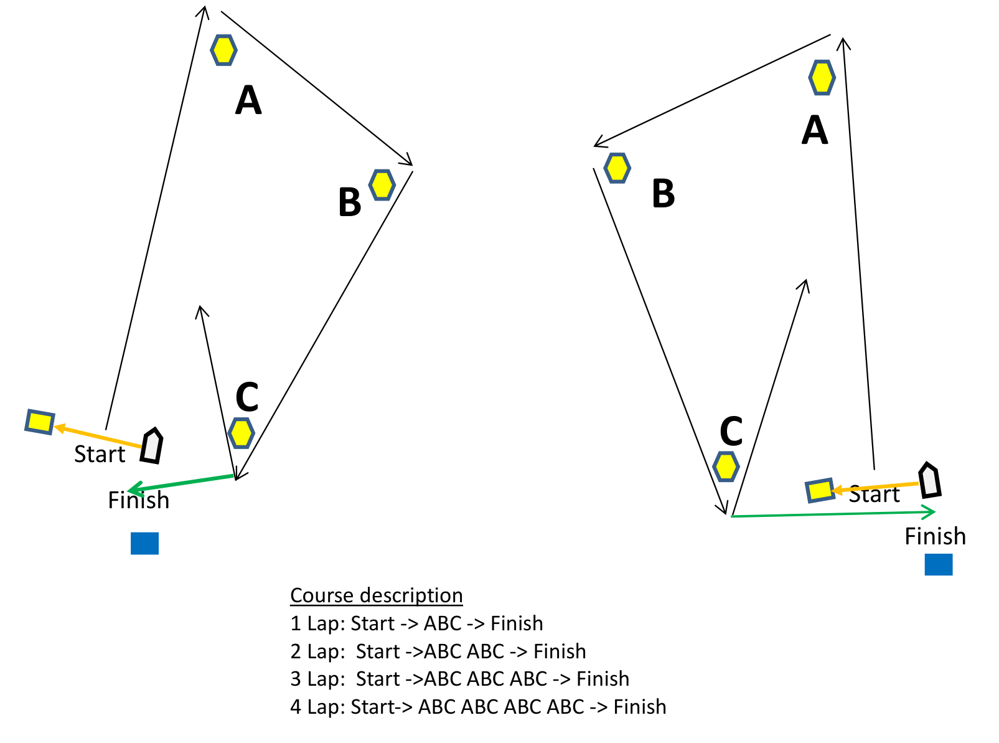 A
A
B
B
C
C
Start
Finish
Start
Finish
Course description
1 Lap: Start -> ABC -> Finish
2 Lap:  Start ->ABC ABC -> Finish
3 Lap:  Start ->ABC ABC ABC -> Finish
4 Lap: Start-> ABC ABC ABC ABC -> Finish